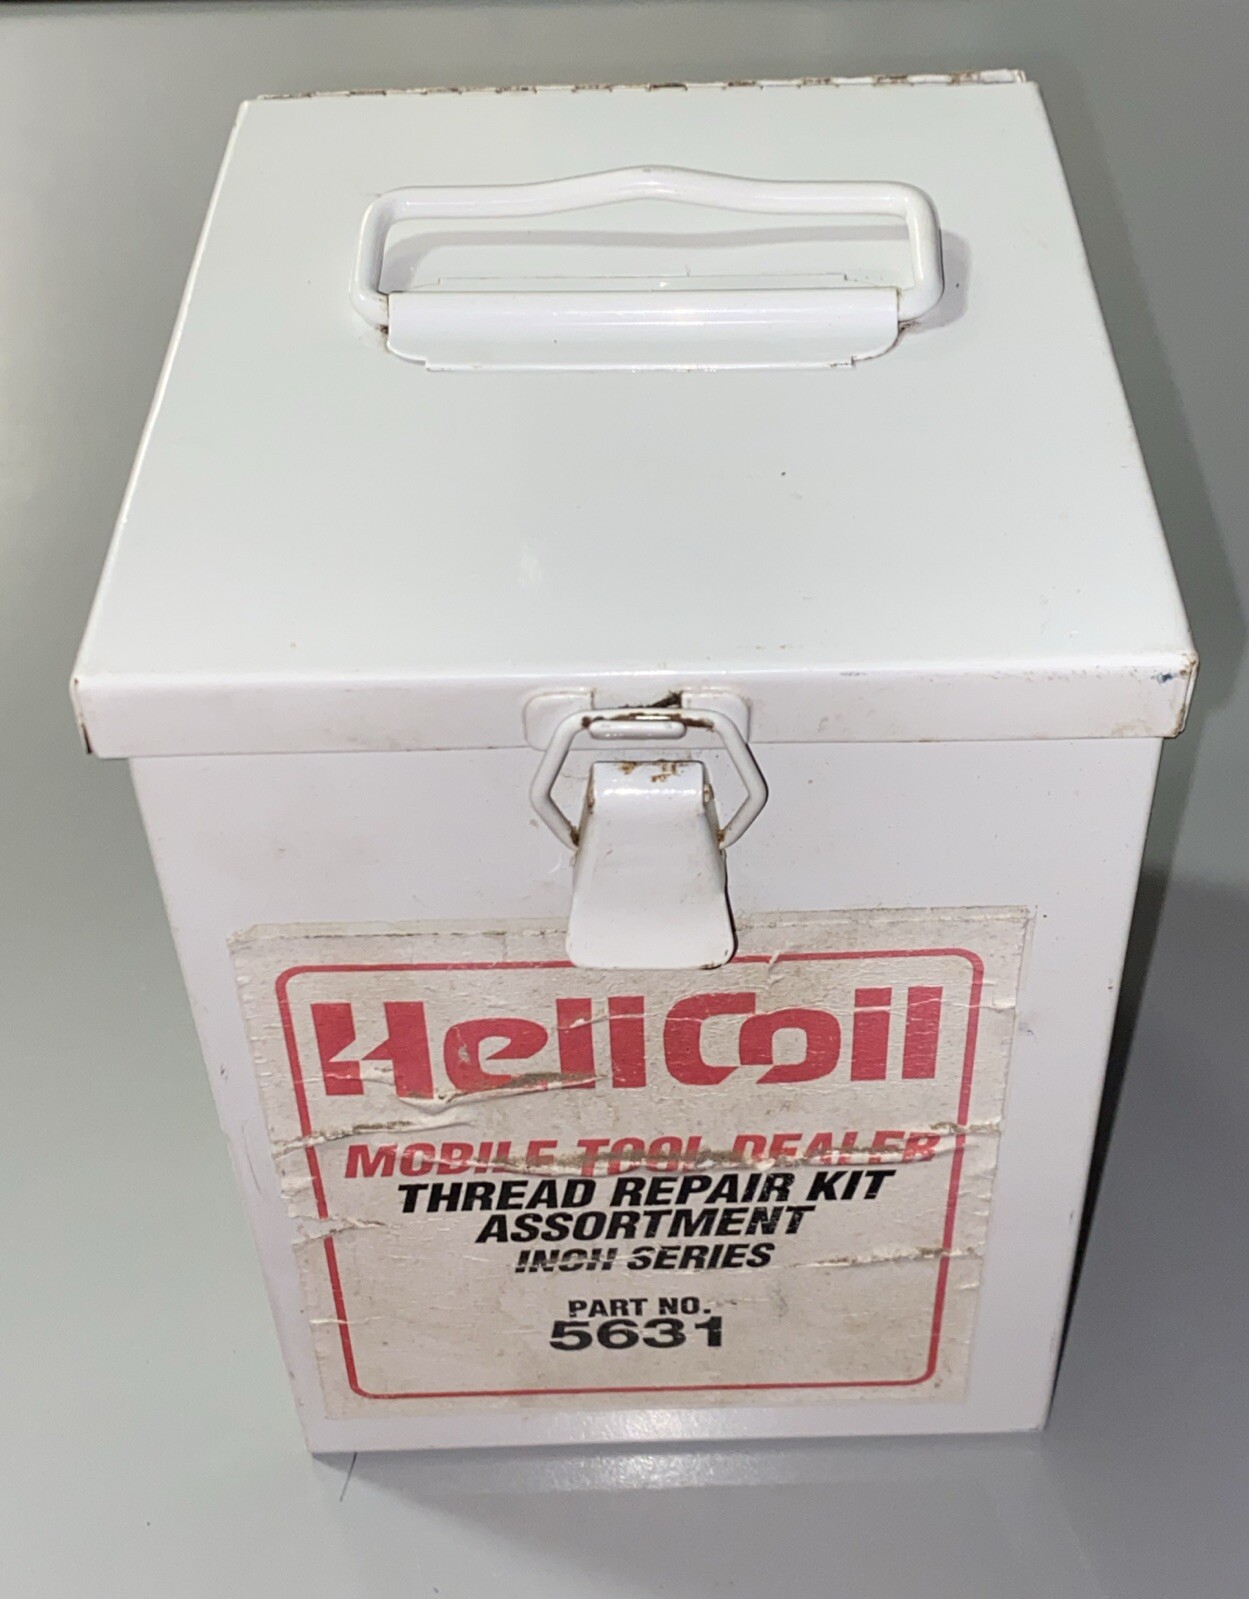 HeliCoil
MOBILE TOOL DEALER
THREAD REPAIR KIT
ASSORTMENT
INCH SERIES
PART NO.
5631